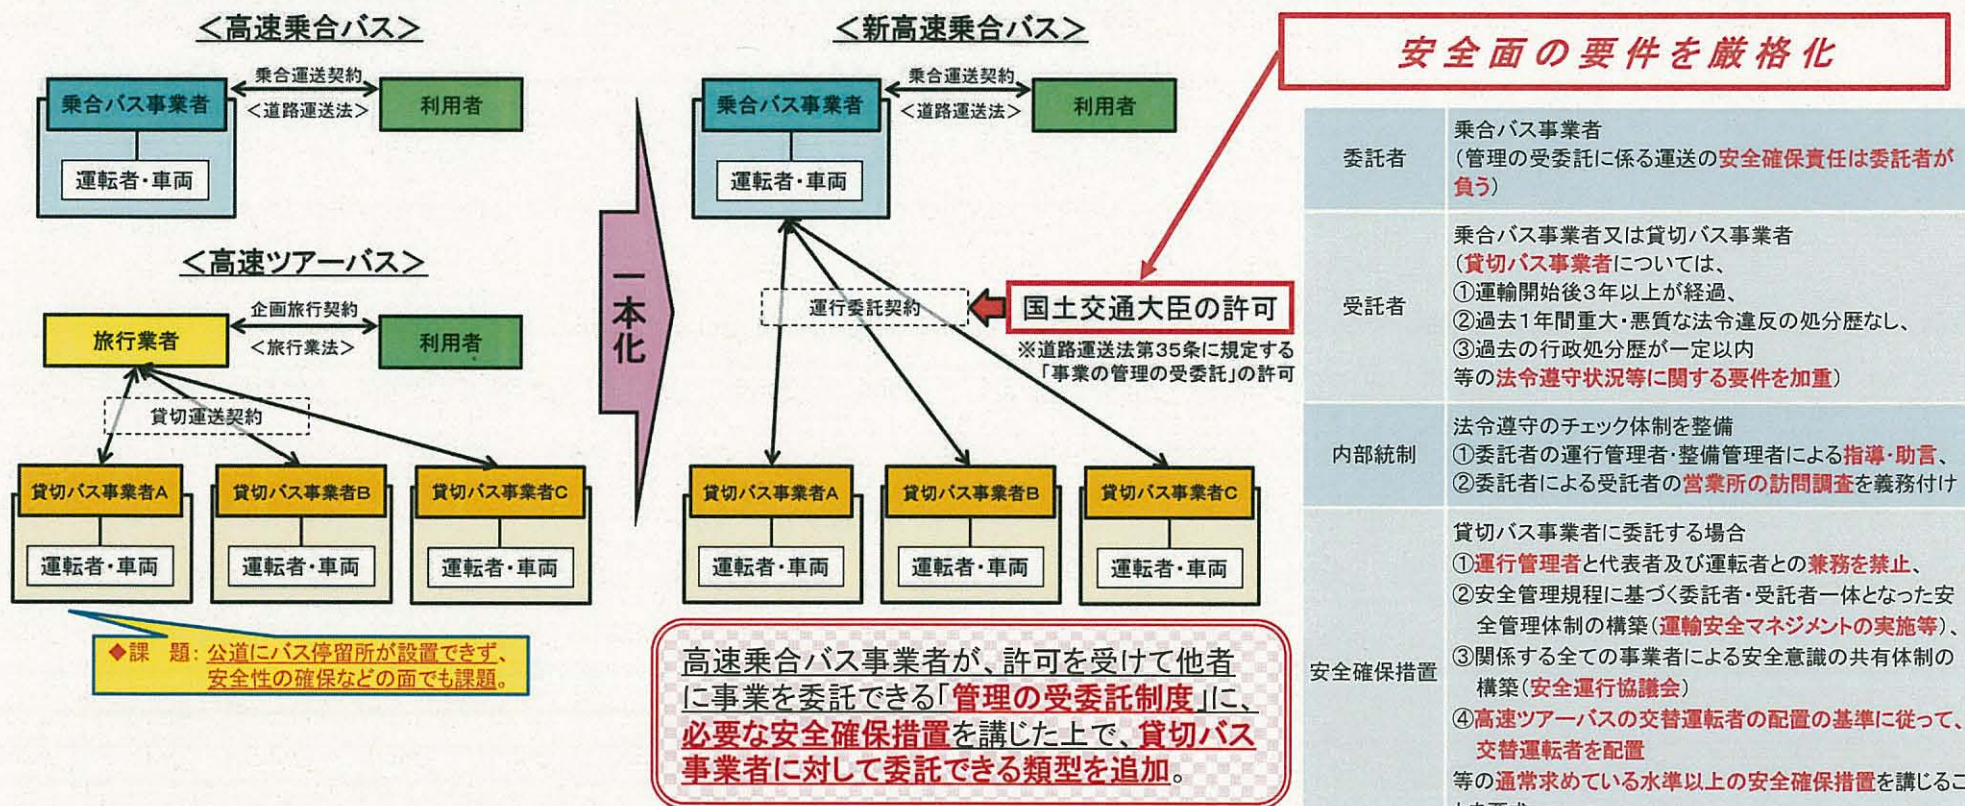 ＜高速乗合バス＞
乗合バス事業者
乗合運送契約
＜道路運送法＞
利用者
運転者・車両
＜高速ツアーバス＞
旅行業者
企画旅行契約
＜旅行業法＞
利用者
貸切運送契約
貸切バス事業者A
貸切バス事業者B
貸切バス事業者C
運転者・車両
運転者・車両
運転者・車両
◆課　題：公道にバス停留所が設置できず、
安全性の確保などの面でも課題。
一本化
＜新高速乗合バス＞
乗合バス事業者
乗合運送契約
＜道路運送法＞
利用者
運転者・車両
運行委託契約
国土交通大臣の許可
※道路運送法第35条に規定する
「事業の管理の受委託」の許可
貸切バス事業者A
貸切バス事業者B
貸切バス事業者C
運転者・車両
運転者・車両
運転者・車両
高速乗合バス事業者が、許可を受けて他者
に事業を委託できる「管理の受委託制度」に、
必要な安全確保措置を講じた上で、貸切バス
事業者に対して委託できる類型を追加。
安全面の要件を厳格化
委託者
乗合バス事業者
（管理の受委託に係る運送の安全確保責任は委託者が
負う）
受託者
乗合バス事業者又は貸切バス事業者
（貸切バス事業者については、
①運輸開始後3年以上が経過、
②過去1年間重大・悪質な法令違反の処分歴なし、
③過去の行政処分歴が一定以内
等の法令遵守状況等に関する要件を加重）
内部統制
法令遵守のチェック体制を整備
①委託者の運行管理者・整備管理者による指導・助言、
②委託者による受託者の営業所の訪問調査を義務付け
安全確保措置
貸切バス事業者に委託する場合
①運行管理者と代表者及び運転者との兼務を禁止、
②安全管理規程に基づく委託者・受託者一体となった安
全管理体制の構築（運輸安全マネジメントの実施等）、
③関係する全ての事業者による安全意識の共有体制の
構築（安全運行協議会）
④高速ツアーバスの交替運転者の配置の基準に従って、
交替運転者を配置
等の通常求めている水準以上の安全確保措置を講じるこ